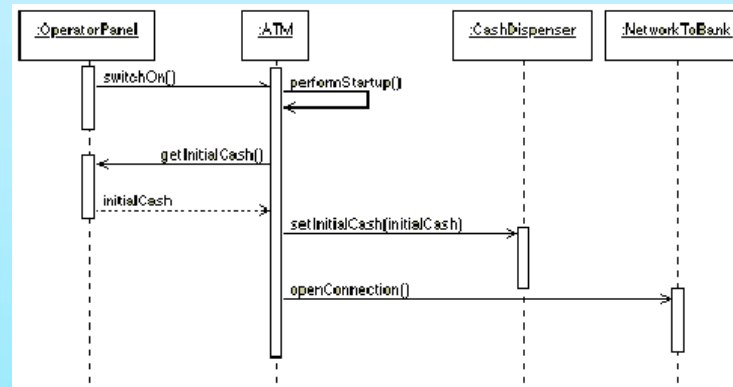 :OperatorPanel
:ATM
:CashDispenser
:NetworkToBank
switchOn()
performStartup()
getInitialCash()
initialCash
setInitialCash(initialCash)
openConnection()